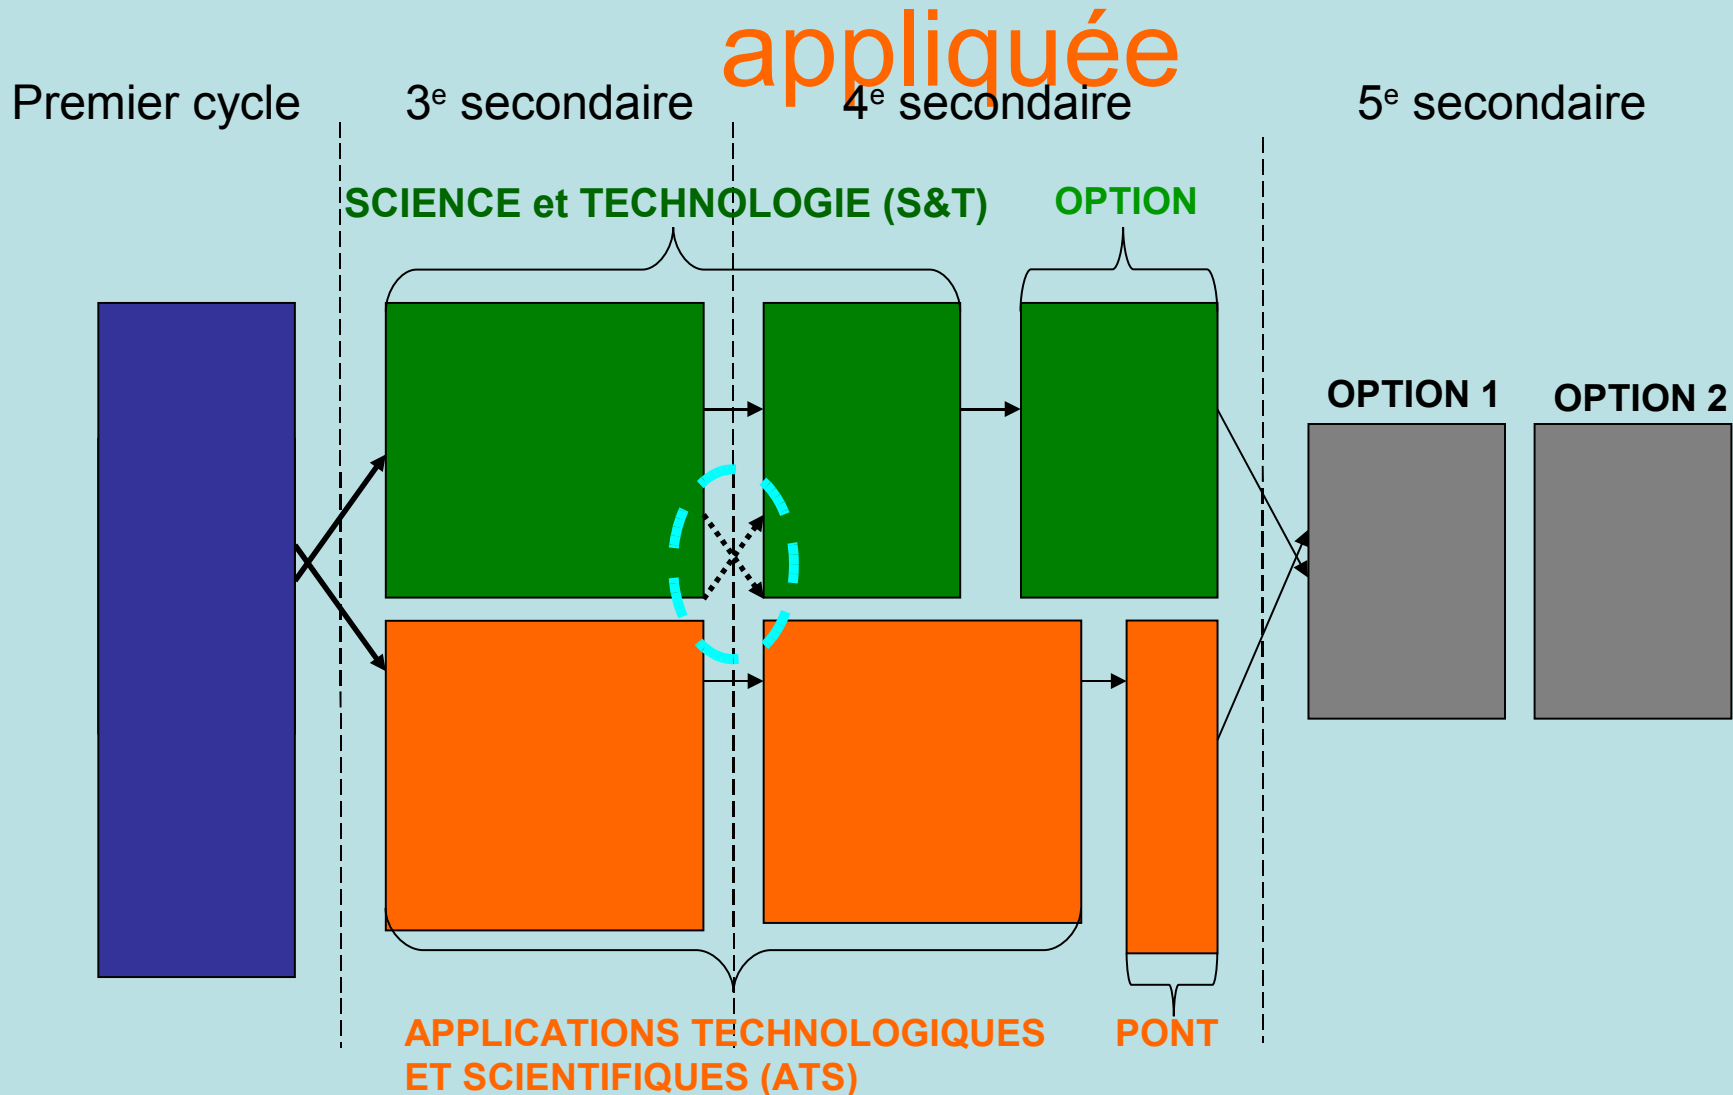 appliquée
Premier cycle
3e secondaire
4e secondaire
5e secondaire
SCIENCE et TECHNOLOGIE (S&T)
OPTION
OPTION 1
OPTION 2
APPLICATIONS TECHNOLOGIQUES
ET SCIENTIFIQUES (ATS)
PONT